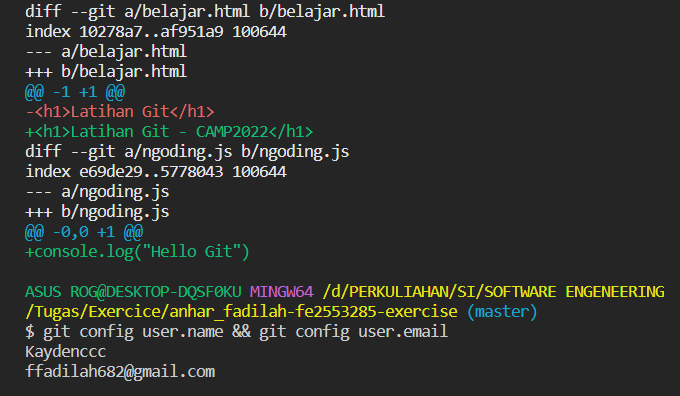 diff --git a/belajar.html b/belajar.html
index 10278a7..af951a9 100644
--- a/belajar.html
+++ b/belajar.html
@@ -1 +1 @@
-<h1>Latihan Git</h1>
+<h1>Latihan Git - CAMP2022</h1>
diff --git a/ngoding.js b/ngoding.js
index e69de29..5778043 100644
--- a/ngoding.js
+++ b/ngoding.js
@@ -0,0 +1 @@
+console.log("Hello Git")
ASUS ROG@DESKTOP-DQSF0KU MINGW64 /d/PERKULIAHAN/SI/SOFTWARE ENGENEERING
/Tugas/Exercice/anhar_fadilah-fe2553285-exercise (master)
$ git config user.name && git config user.email
Kaydenccc
ffadilah682@gmail.com